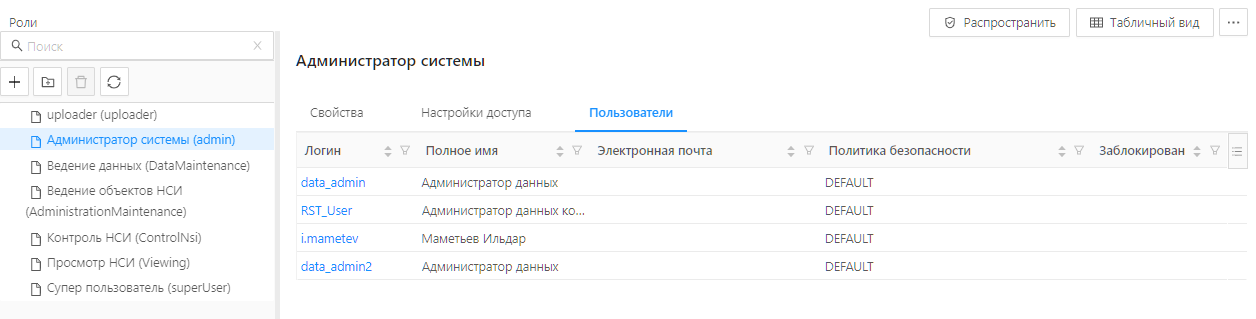 Роли
Распространить
Табличный вид
Поиск
uploader (uploader)
Администратор системы (admin)
Ведение данных (DataMaintenance)
Ведение объектов НСИ
(AdministrationMaintenance)
Контроль НСИ (ControlNsi)
Просмотр НСИ (Viewing)
Супер пользователь (superUser)
Администратор системы
Свойства Настройки доступа Пользователи
Логин Полное имя Электронная почта Политика безопасности Заблокирован
data_admin Администратор данных DEFAULT
RST_User Администратор данных ко... DEFAULT
i.mametev Маметьев Ильдар DEFAULT
data_admin2 Администратор данных DEFAULT